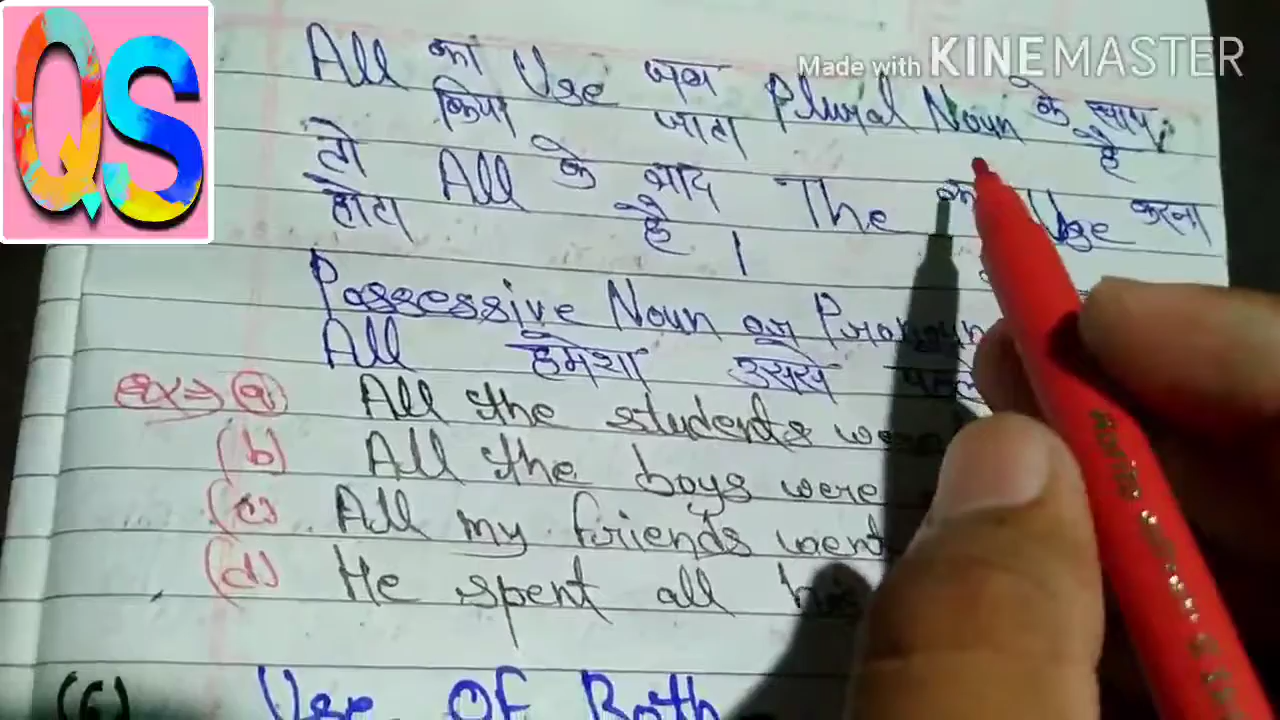 QS
Made with KINEMASTER
All का Use जब Plural Noun के साथ
किया जाता है
तो All के बाद The का Use करना
होता है |
Possessive Noun or Pronoun
All हमेशा उससे पहले
Ex → (a) All the students were
(b) All the boys were
(c) All my friends went
(d) He spent all his
(6) Use Of Both